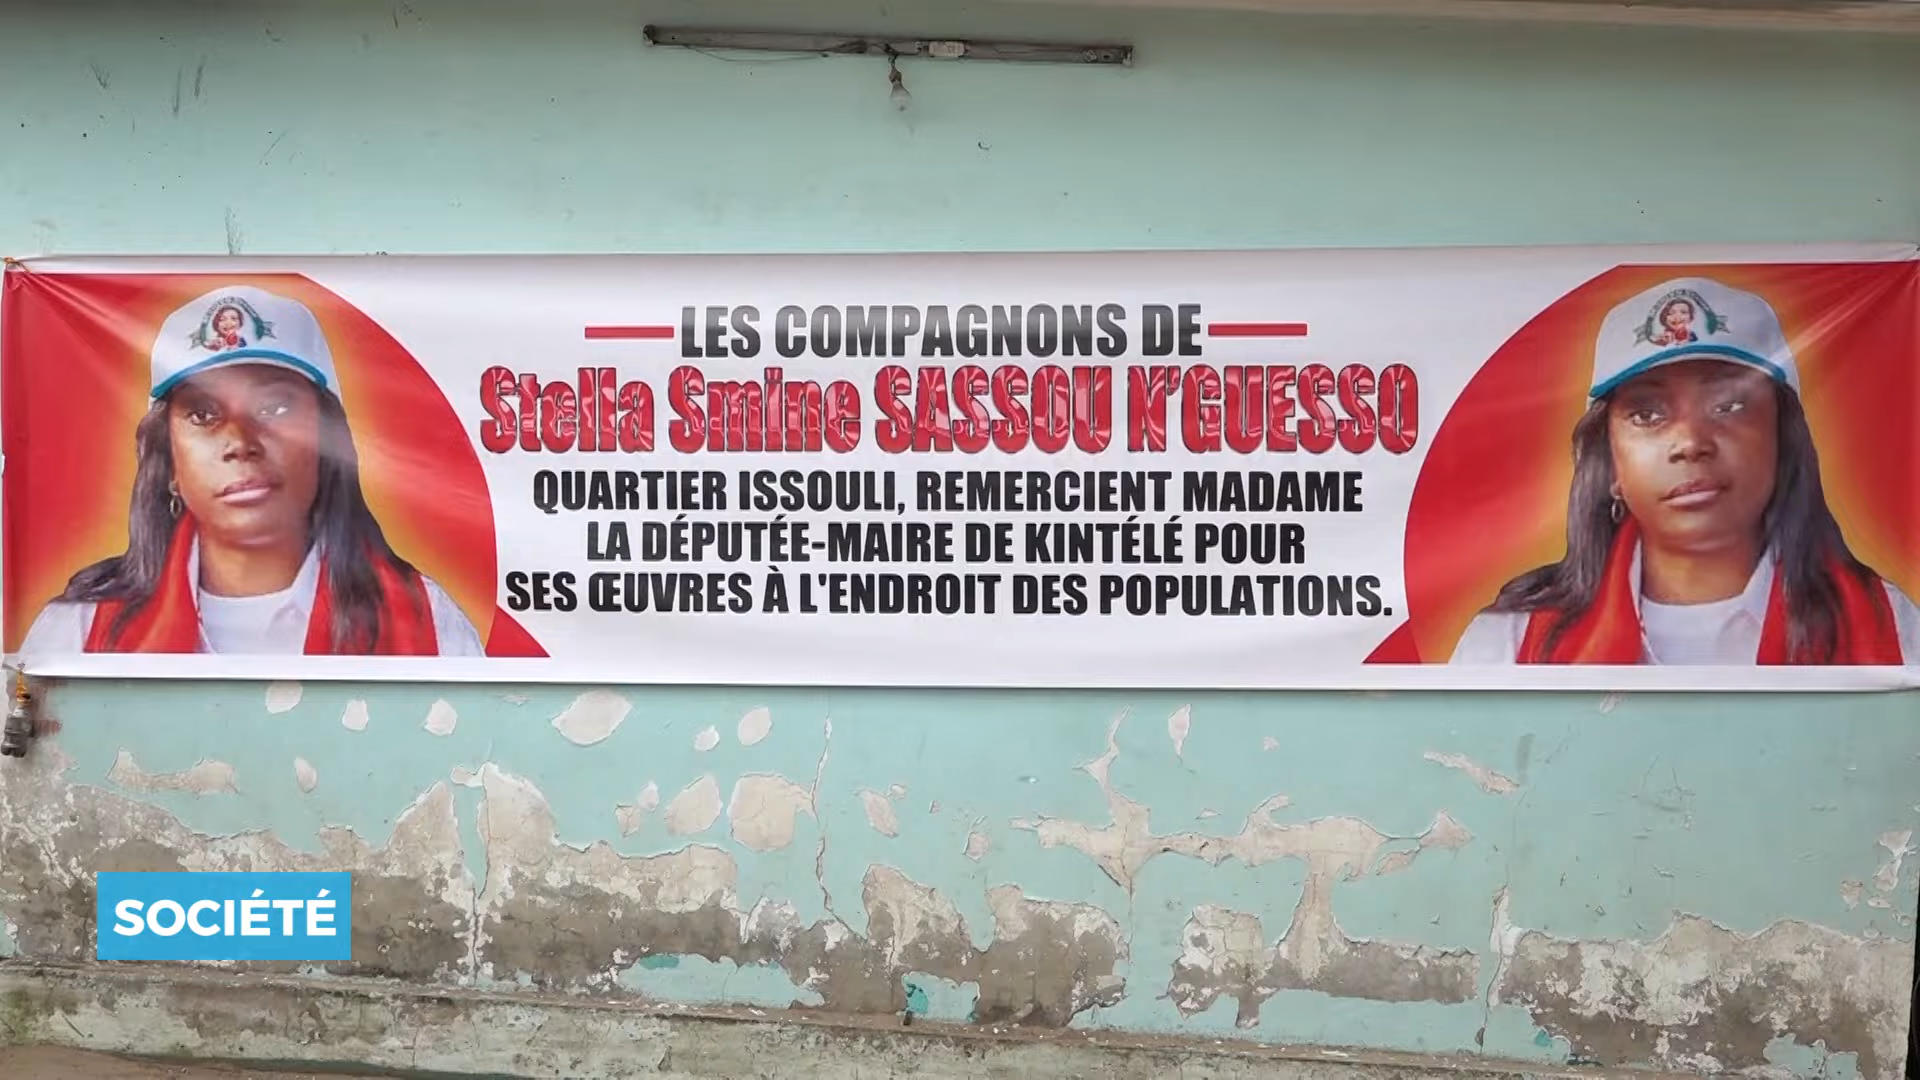 LES COMPAGNONS DE
Stella Smïne SASSOU N'GUESSO
QUARTIER ISSOULI, REMERCIENT MADAME
LA DÉPUTÉE-MAIRE DE KINTÉLÉ POUR
SES ŒUVRES À L'ENDROIT DES POPULATIONS.
SOCIÉTÉ